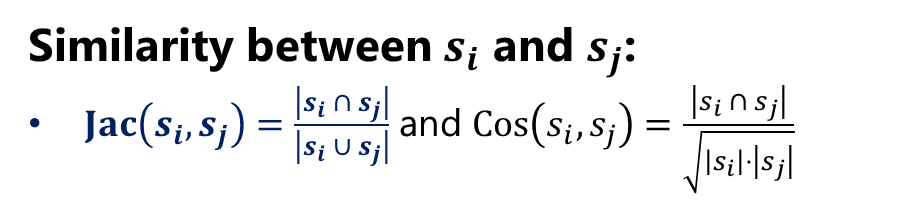 Similarity between sᵢ and sⱼ:
• Jac(sᵢ, sⱼ) = |sᵢ ∩ sⱼ| / |sᵢ ∪ sⱼ| and Cos(sᵢ, sⱼ) = |sᵢ ∩ sⱼ| / √(|sᵢ|·|sⱼ|)